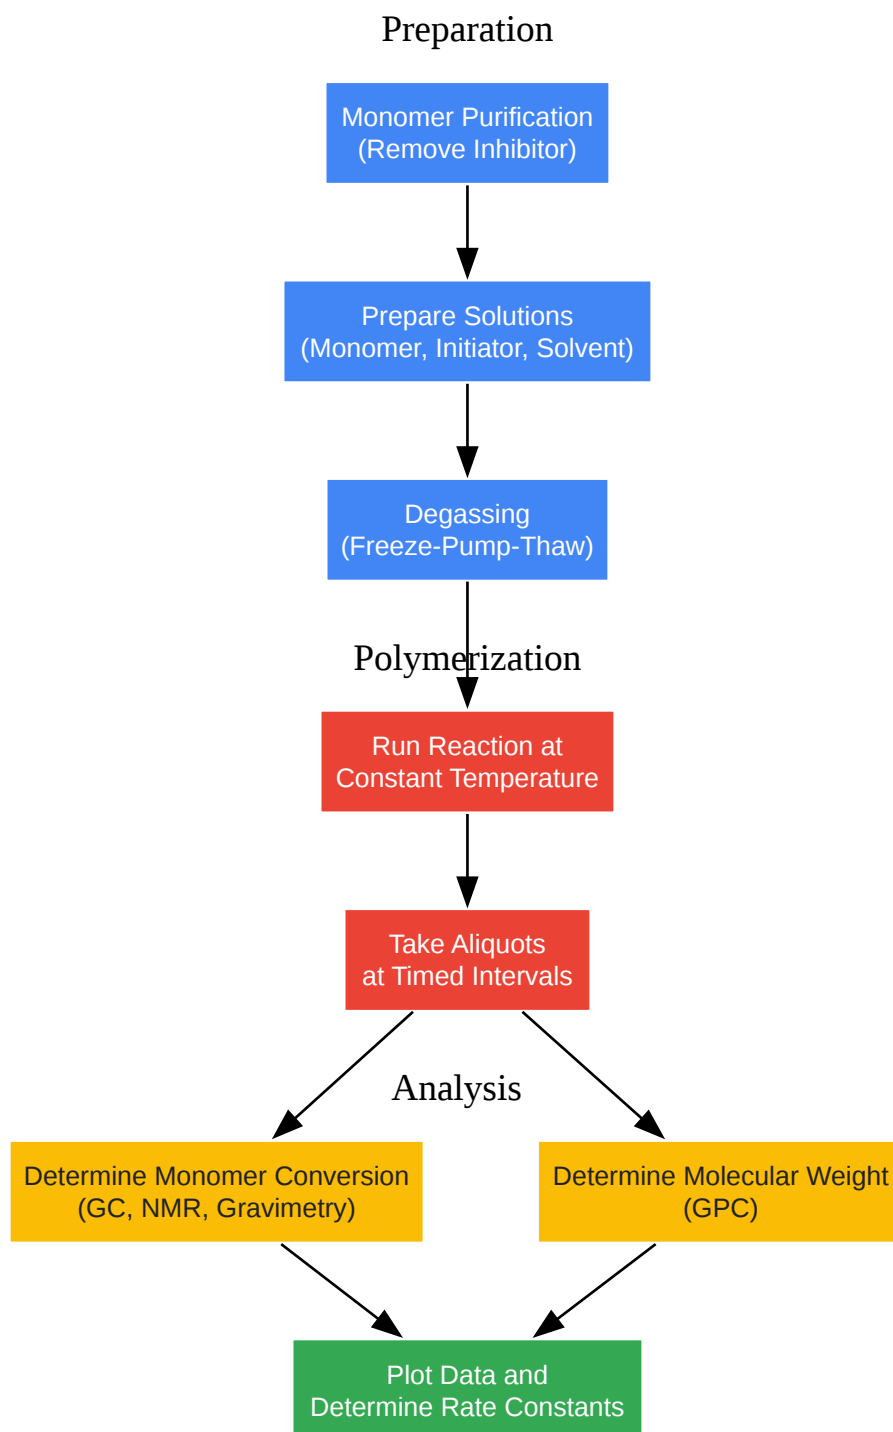 Preparation
Monomer Purification
(Remove Inhibitor)
Prepare Solutions
(Monomer, Initiator, Solvent)
Degassing
(Freeze-Pump-Thaw)
Polymerization
Run Reaction at
Constant Temperature
Take Aliquots
at Timed Intervals
Analysis
Determine Monomer Conversion
(GC, NMR, Gravimetry)
Determine Molecular Weight
(GPC)
Plot Data and
Determine Rate Constants